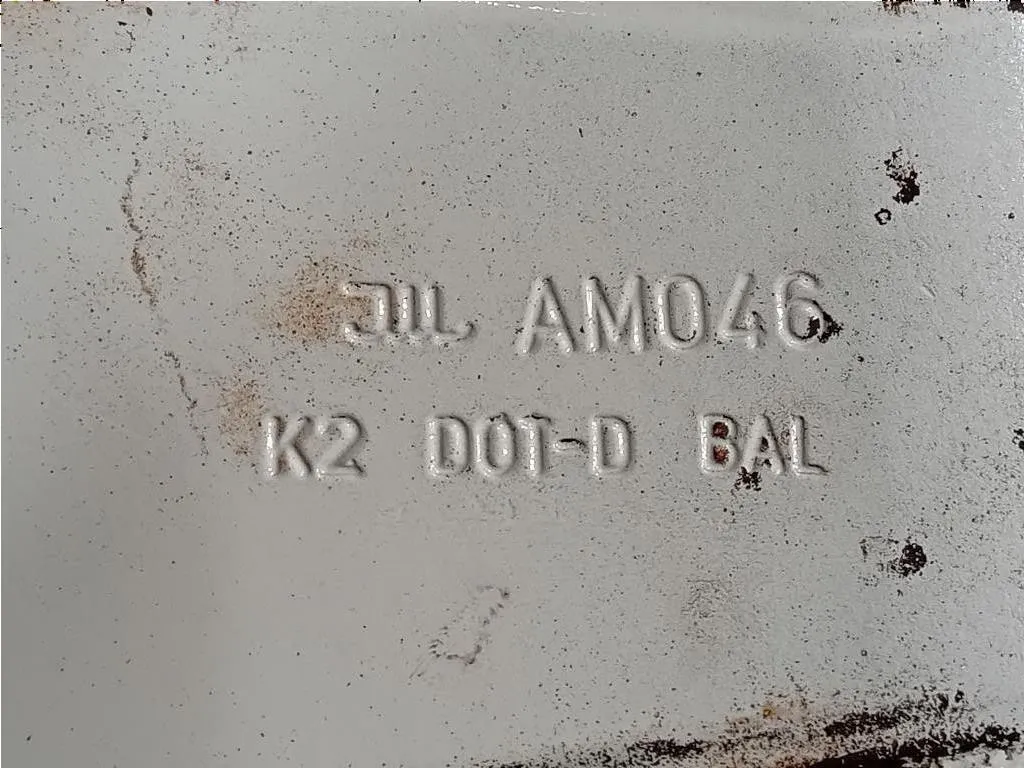 JIL AM046
K2 DOT-D BAL